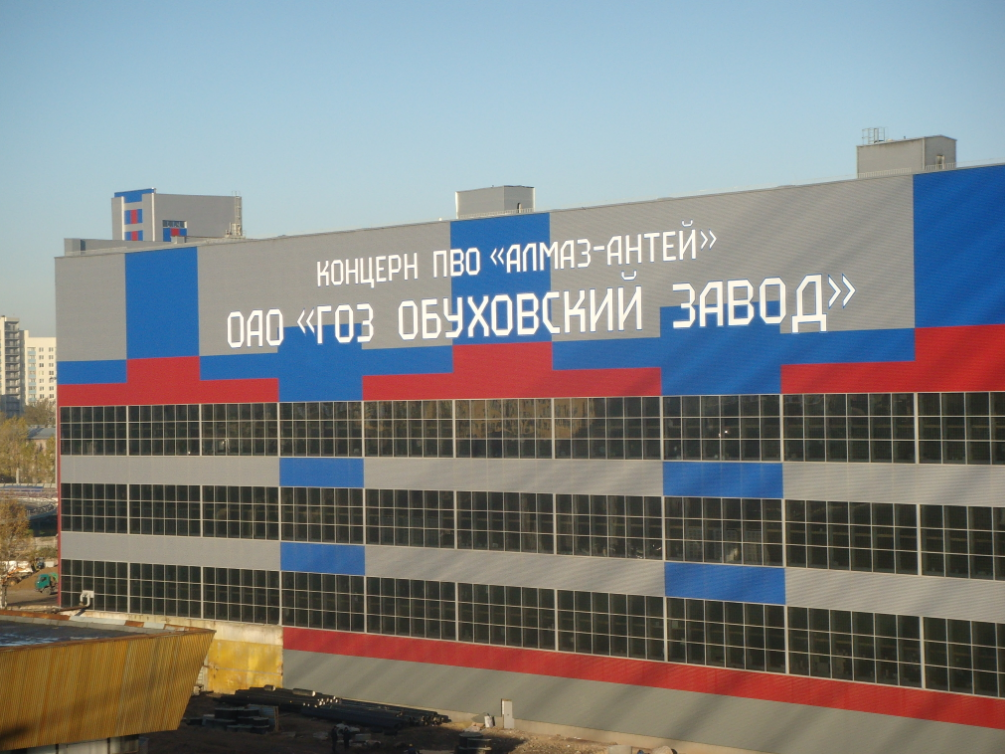 КОНЦЕРН ПВО «АЛМАЗ-АНТЕЙ»
ОАО «ГОЗ ОБУХОВСКИЙ ЗАВОД»